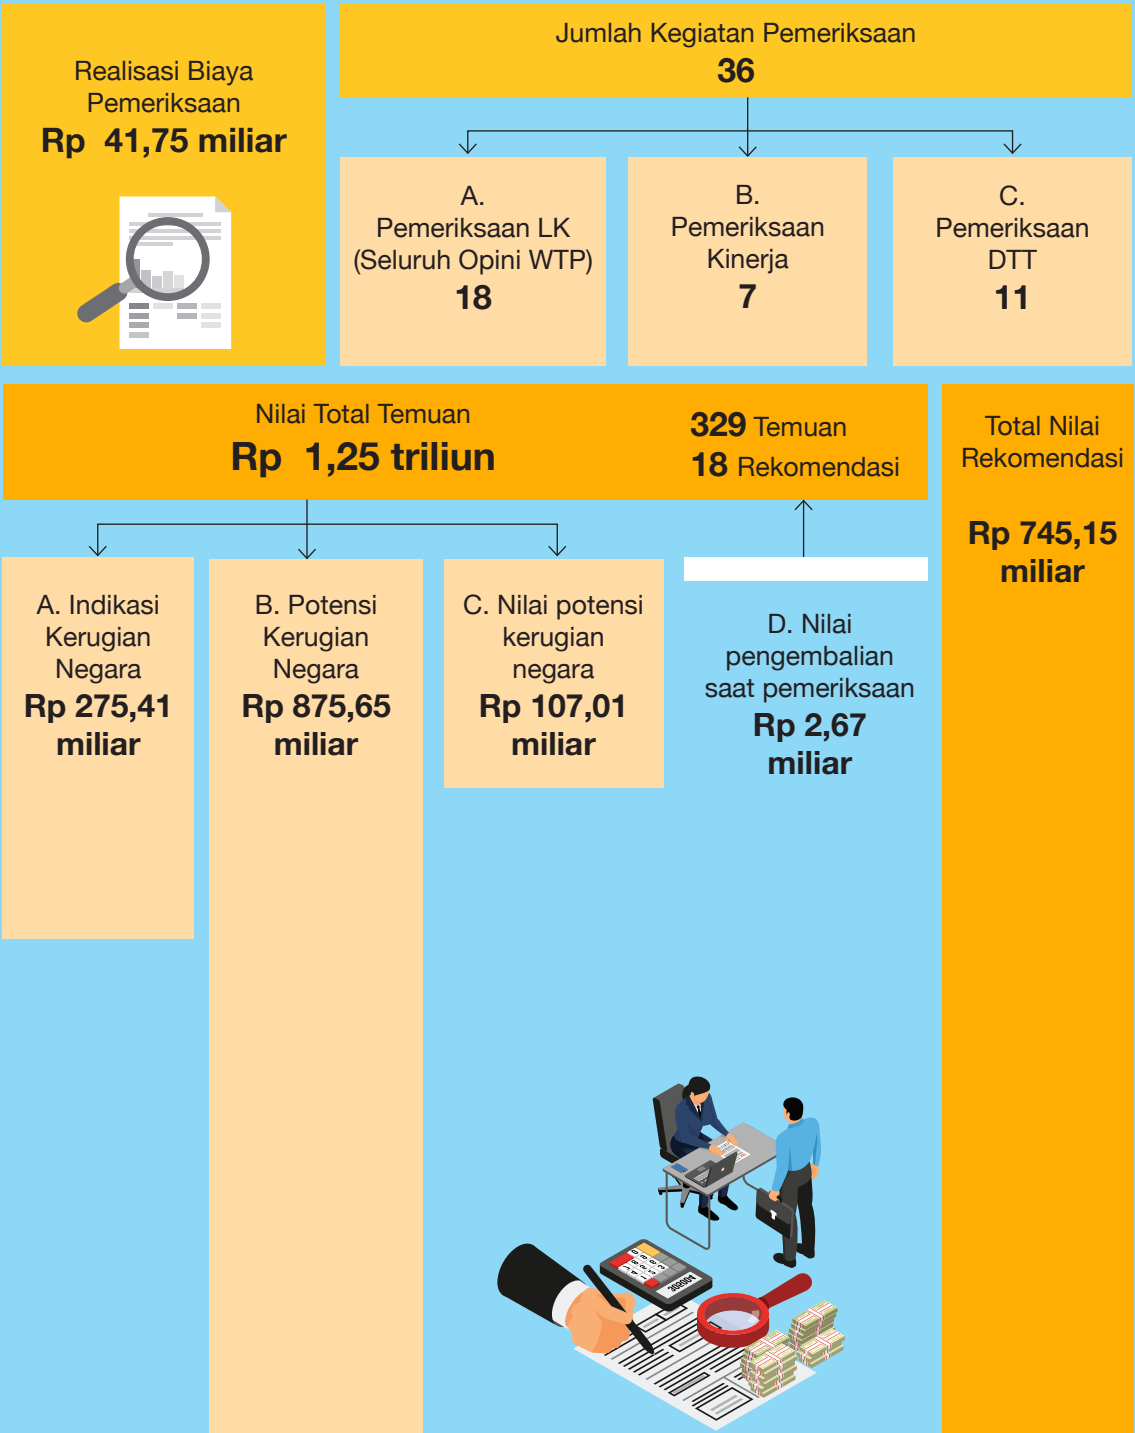 Realisasi Biaya
Pemeriksaan
Rp 41,75 miliar
Jumlah Kegiatan Pemeriksaan
36
A.
Pemeriksaan LK
(Seluruh Opini WTP)
18
B.
Pemeriksaan
Kinerja
7
C.
Pemeriksaan
DTT
11
Nilai Total Temuan
Rp 1,25 triliun
329 Temuan
18 Rekomendasi
Total Nilai
Rekomendasi
Rp 745,15
miliar
A. Indikasi
Kerugian
Negara
Rp 275,41
miliar
B. Potensi
Kerugian
Negara
Rp 875,65
miliar
C. Nilai potensi
kerugian
negara
Rp 107,01
miliar
D. Nilai
pengembalian
saat pemeriksaan
Rp 2,67
miliar